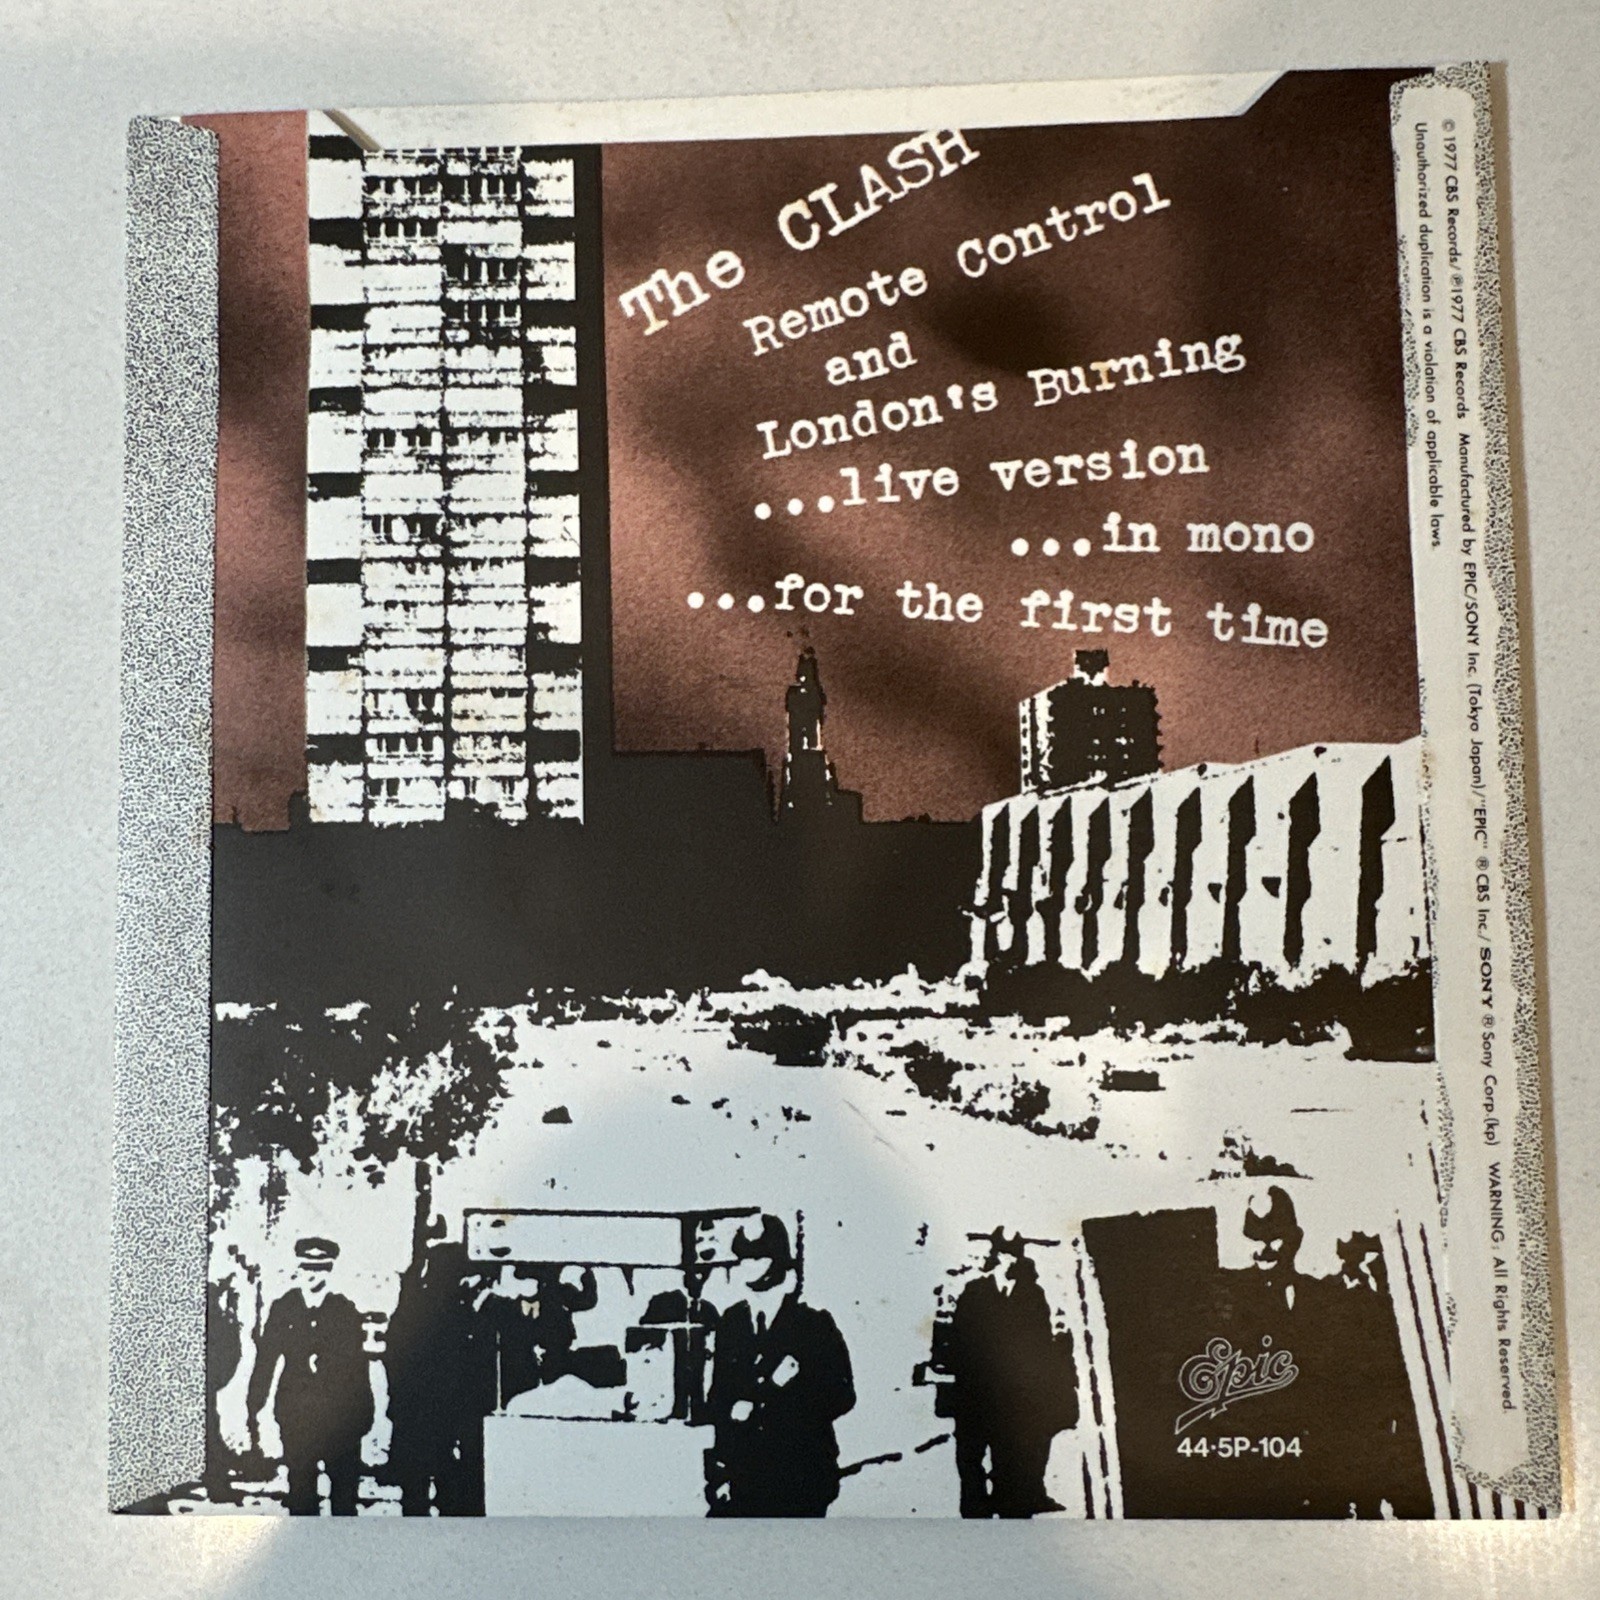 The CLASH
Remote Control
and
London's Burning
...live version
...in mono
...for the first time
© 1977 CBS Records/ ℗ 1977 CBS Records Manufactured by EPIC/SONY Inc. (Tokyo Japan)/"EPIC" ® CBS Inc./ SONY ® Sony Corp.(kp) WARNING: All Rights Reserved.
Unauthorized duplication is a violation of applicable laws
Epic
44·5P-104